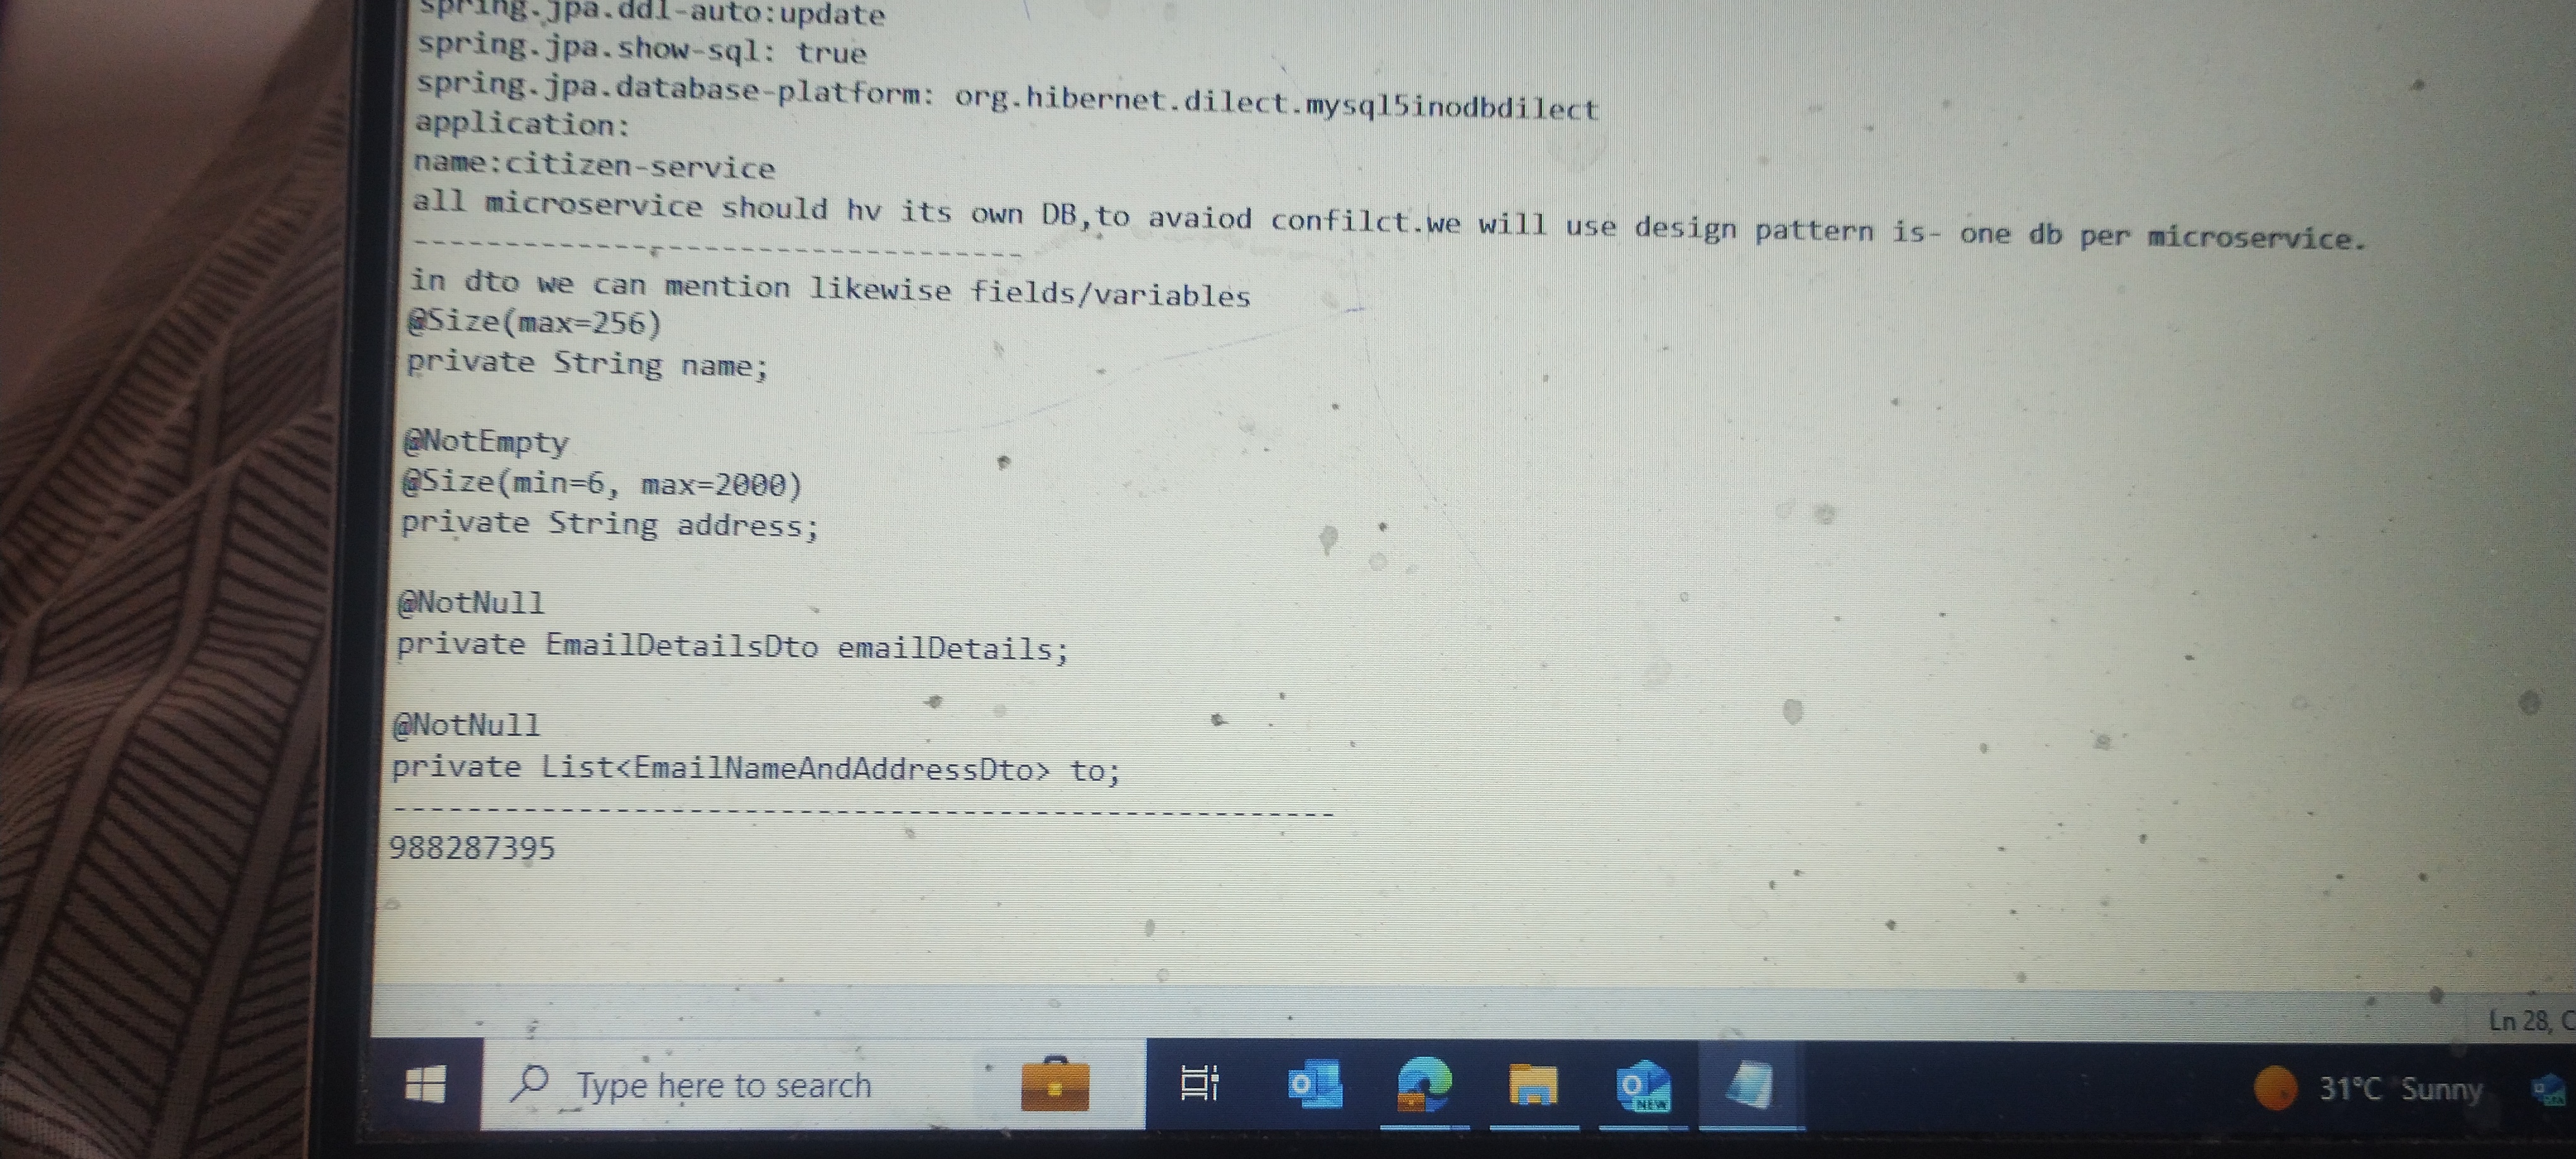 spring.jpa.ddl-auto:update
spring.jpa.show-sql: true
spring.jpa.database-platform: org.hibernet.dilect.mysql5inodbdilect
application:
name:citizen-service
all microservice should hv its own DB,to avaiod confilct.we will use design pattern is- one db per microservice.
----------------------------------
in dto we can mention likewise fields/variables
@Size(max=256)
private String name;
@NotEmpty
@Size(min=6, max=2000)
private String address;
@NotNull
private EmailDetailsDto emailDetails;
@NotNull
private List<EmailNameAndAddressDto> to;
----------------------------------------------------
988287395
Ln 28, C
Type here to search
NEW
31°C Sunny